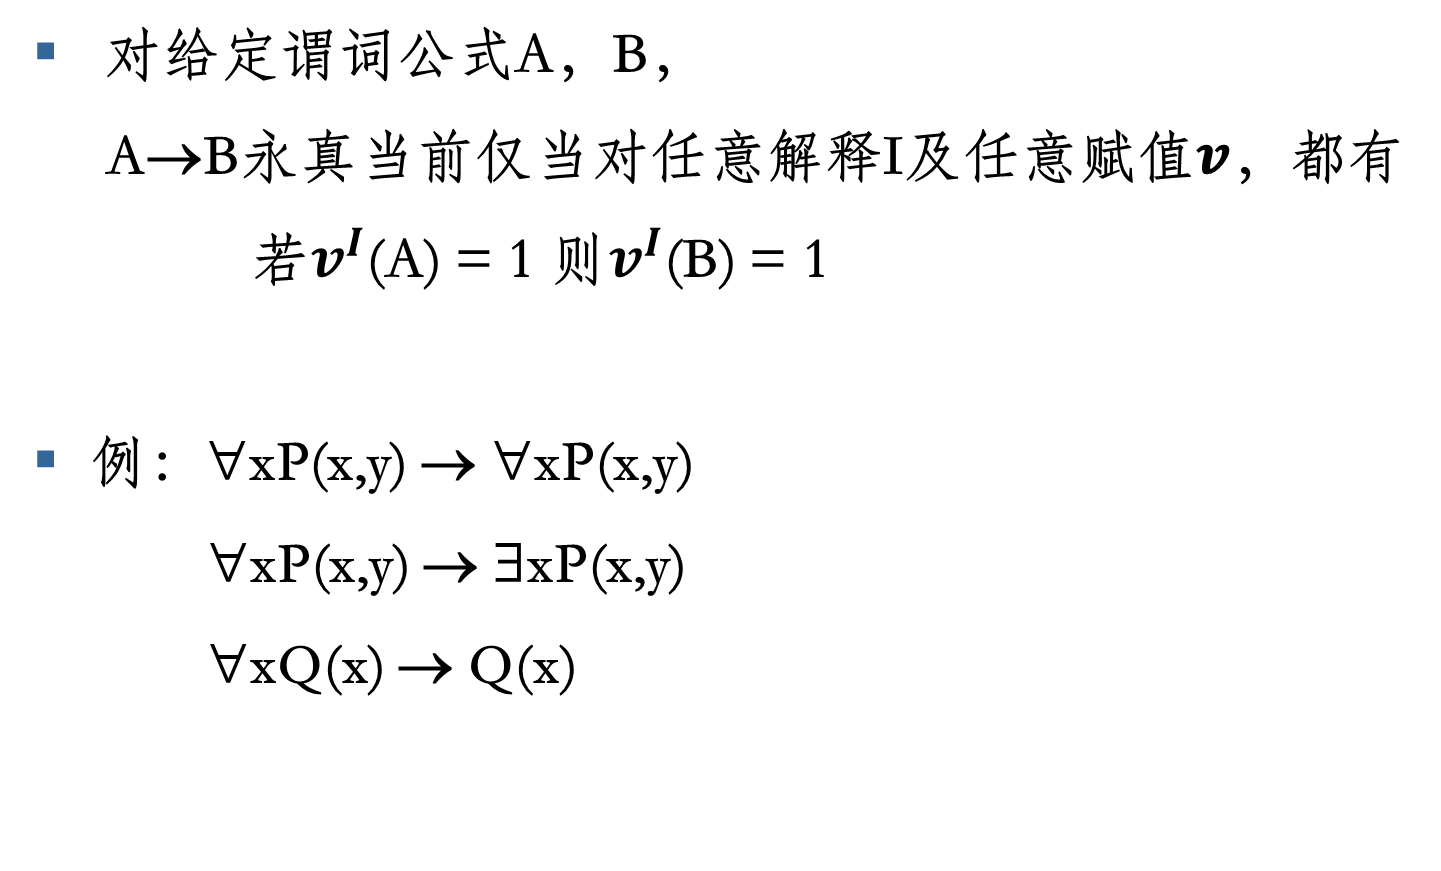 ▪ 对给定谓词公式A，B，
A→B永真当前仅当对任意解释I及任意赋值𝒗，都有
若𝒗ᴵ(A) = 1 则𝒗ᴵ(B) = 1
▪ 例：∀xP(x,y) → ∀xP(x,y)
∀xP(x,y) → ∃xP(x,y)
∀xQ(x) → Q(x)